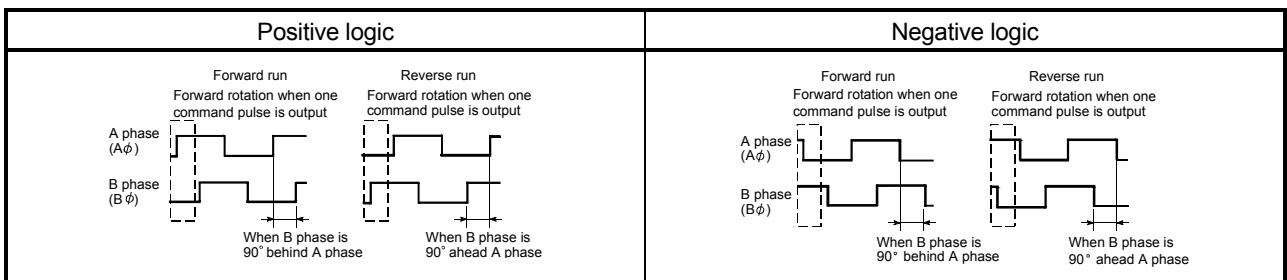 Positive logic
Negative logic
Forward run
Forward rotation when one
command pulse is output
Reverse run
Forward rotation when one
command pulse is output
A phase
(Aϕ)
B phase
(Bϕ)
When B phase is
90° behind A phase
When B phase is
90° ahead A phase
Forward run
Forward rotation when one
command pulse is output
Reverse run
Forward rotation when one
command pulse is output
A phase
(Aϕ)
B phase
(Bϕ)
When B phase is
90° behind A phase
When B phase is
90° ahead A phase